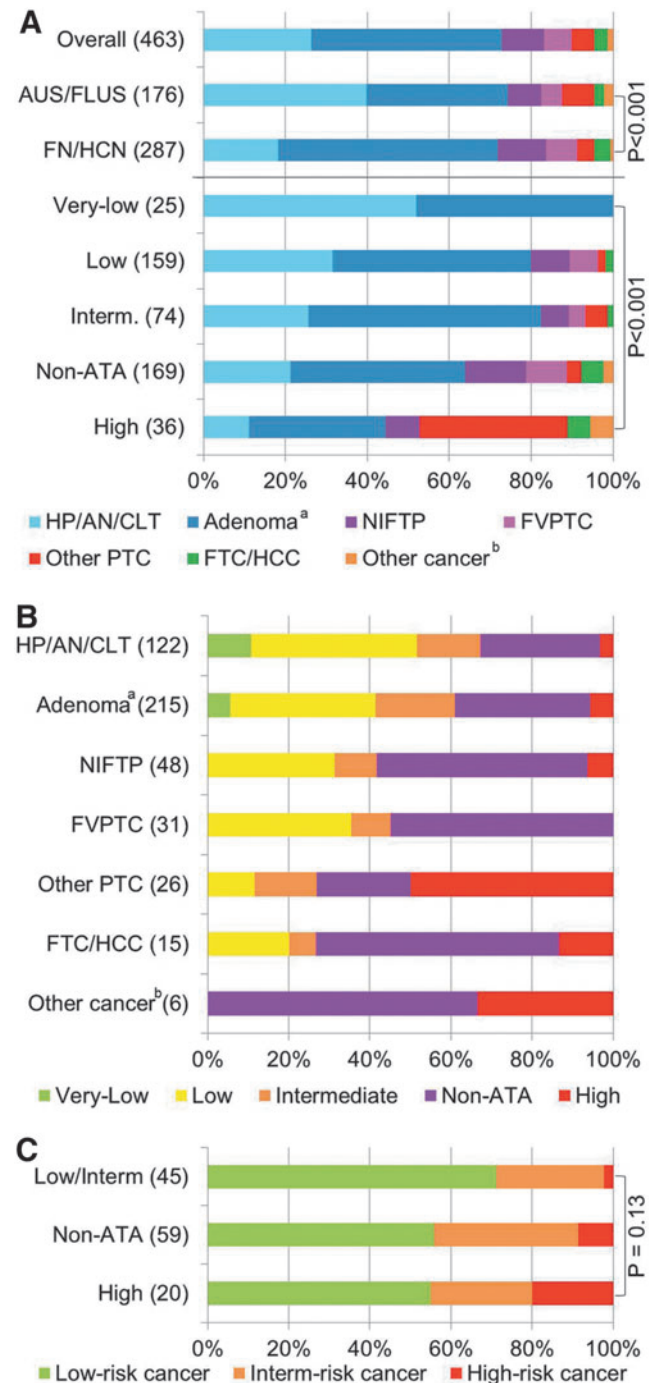 A
Overall (463)
AUS/FLUS (176)
FN/HCN (287)
P<0.001
Very-low (25)
Low (159)
Interm. (74)
Non-ATA (169)
High (36)
P<0.001
0% 20% 40% 60% 80% 100%
HP/AN/CLT Adenomaᵃ NIFTP FVPTC
Other PTC FTC/HCC Other cancerᵇ
B
HP/AN/CLT (122)
Adenomaᵃ (215)
NIFTP (48)
FVPTC (31)
Other PTC (26)
FTC/HCC (15)
Other cancerᵇ (6)
0% 20% 40% 60% 80% 100%
Very-Low Low Intermediate Non-ATA High
C
Low/Interm (45)
Non-ATA (59)
High (20)
P = 0.13
0% 20% 40% 60% 80% 100%
Low-risk cancer Interm-risk cancer High-risk cancer